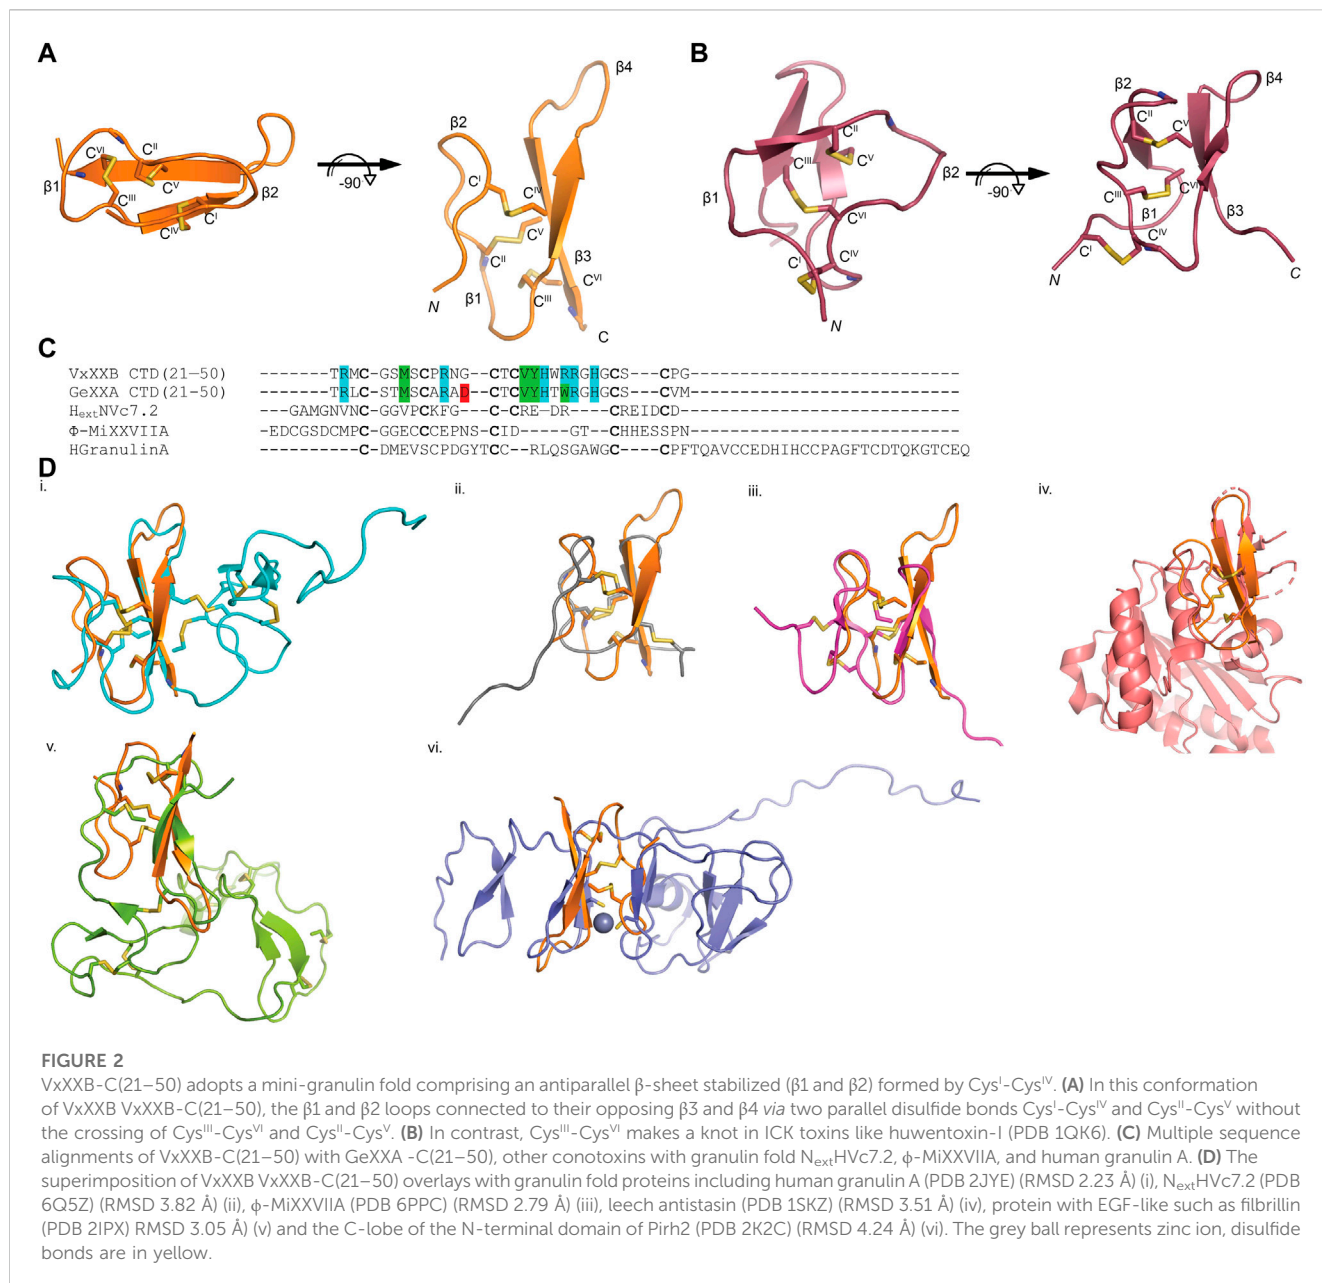 A
B
β4
β2
C^VI
C^II
β1
C^V
β2
C^III
C^IV
C^I
-90°
C^I
C^IV
C^V
C^II
β3
C^VI
β1
C^III
N
C
C^II
C^III
C^V
β2
β1
C^VI
C^I
C^IV
N
-90°
β2
β4
C^II
C^V
C^III
C^VI
β1
β3
C^I
C^IV
N
C
C
VxXXB CTD(21–50) ------TRMC-GSMSCPRNG--CTCVYHWRRGHGCS---CPG---------------------------
GeXXA CTD(21-50) ------TRLC-STMSCARAD--CTCVYHTWRGHGCS---CVM---------------------------
H_extNVc7.2 --GAMGNVNC-GGVPCKFG---C-CRE-DR----CREIDCD----------------------------
Φ-MiXXVIIA -EDCGSDCMPC-GGECCCEPNS-CID-----GT--CHHESSPN---------------------------
HGranulinA ---------C-DMEVSCPDGYTCC--RLQSGAWGC----CPFTQAVCCEDHIHCCPAGFTCDTQKGTCEQ
D
i.
ii.
iii.
iv.
v.
vi.
FIGURE 2
VxXXB-C(21–50) adopts a mini-granulin fold comprising an antiparallel β-sheet stabilized (β1 and β2) formed by Cys^I-Cys^IV. (A) In this conformation
of VxXXB VxXXB-C(21–50), the β1 and β2 loops connected to their opposing β3 and β4 via two parallel disulfide bonds Cys^I-Cys^IV and Cys^II-Cys^V without
the crossing of Cys^III-Cys^VI and Cys^II-Cys^V. (B) In contrast, Cys^III-Cys^VI makes a knot in ICK toxins like huwentoxin-I (PDB 1QK6). (C) Multiple sequence
alignments of VxXXB-C(21–50) with GeXXA -C(21–50), other conotoxins with granulin fold N_extHVc7.2, ϕ-MiXXVIIA, and human granulin A. (D) The
superimposition of VxXXB VxXXB-C(21–50) overlays with granulin fold proteins including human granulin A (PDB 2JYE) (RMSD 2.23 Å) (i), N_extHVc7.2 (PDB
6Q5Z) (RMSD 3.82 Å) (ii), ϕ-MiXXVIIA (PDB 6PPC) (RMSD 2.79 Å) (iii), leech antistasin (PDB 1SKZ) (RMSD 3.51 Å) (iv), protein with EGF-like such as filbrillin
(PDB 2IPX) RMSD 3.05 Å) (v) and the C-lobe of the N-terminal domain of Pirh2 (PDB 2K2C) (RMSD 4.24 Å) (vi). The grey ball represents zinc ion, disulfide
bonds are in yellow.